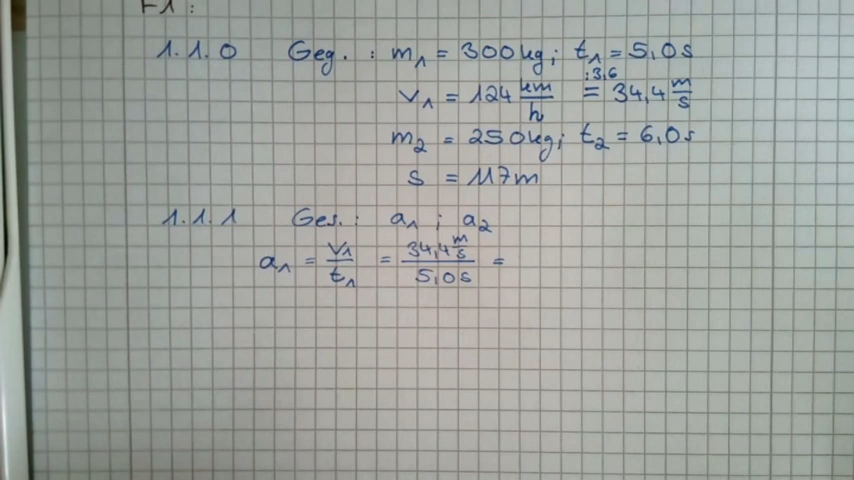 F1:
1.1.0 Geg.: m₁ = 300kg; t₁ = 5,0s
v₁ = 124 km/h =^{:3,6} 34,4 m/s
m₂ = 250kg; t₂ = 6,0s
s = 117m
1.1.1 Ges.: a₁ ; a₂
a₁ = v₁/t₁ = (34,4 m/s)/(5,0s) =